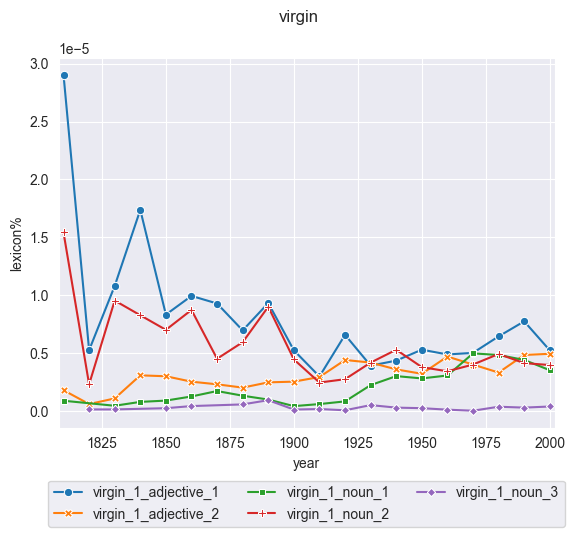 virgin
1e−5
3.0
2.5
2.0
1.5
1.0
0.5
0.0
lexicon%
1825 1850 1875 1900 1925 1950 1975 2000
year
virgin_1_adjective_1 virgin_1_noun_1 virgin_1_noun_3
virgin_1_adjective_2 virgin_1_noun_2